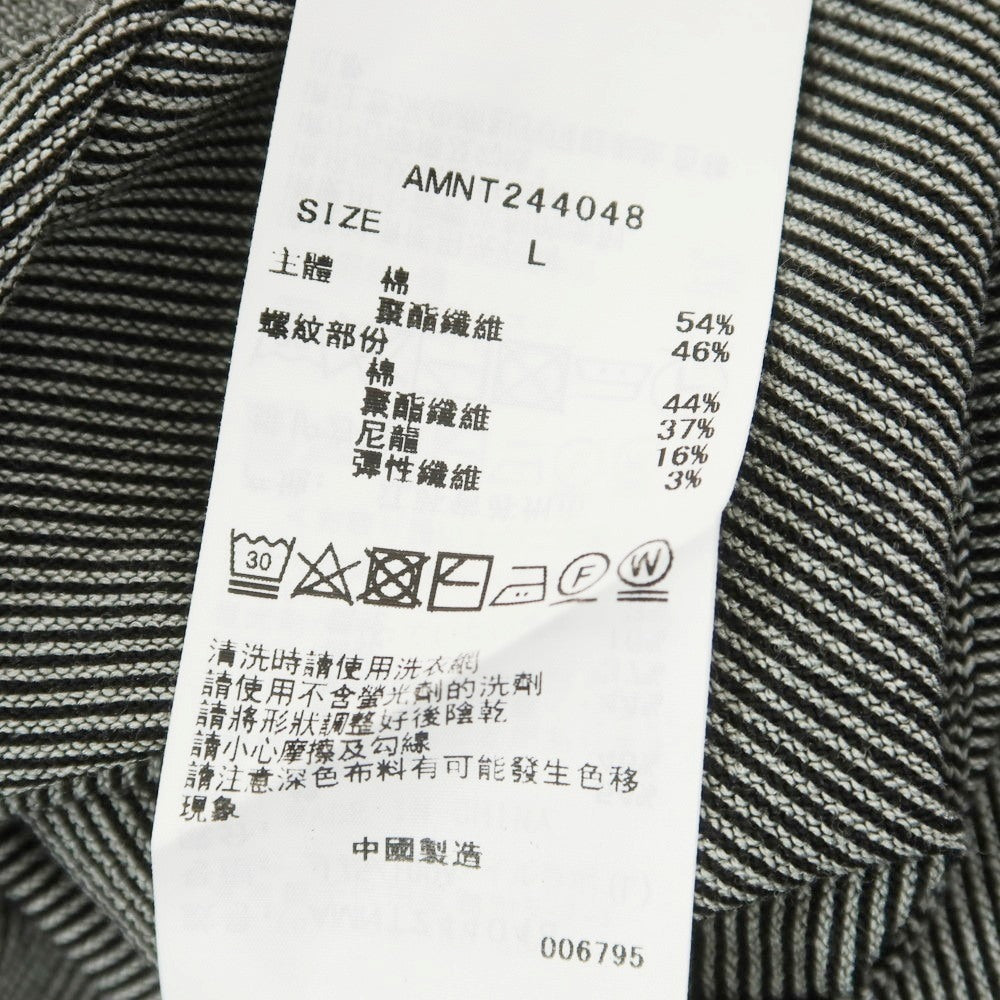 AMNT244048
SIZE L
主體 棉 54%
聚酯纖維 46%
螺紋部份
棉 44%
聚酯纖維 37%
尼龍 16%
彈性纖維 3%
30 F W
清洗時請使用洗衣網
請使用不含螢光劑的洗劑
請將形狀調整好後陰乾
請小心摩擦及勾線
請注意深色布料有可能發生色移
現象
中國製造
006795